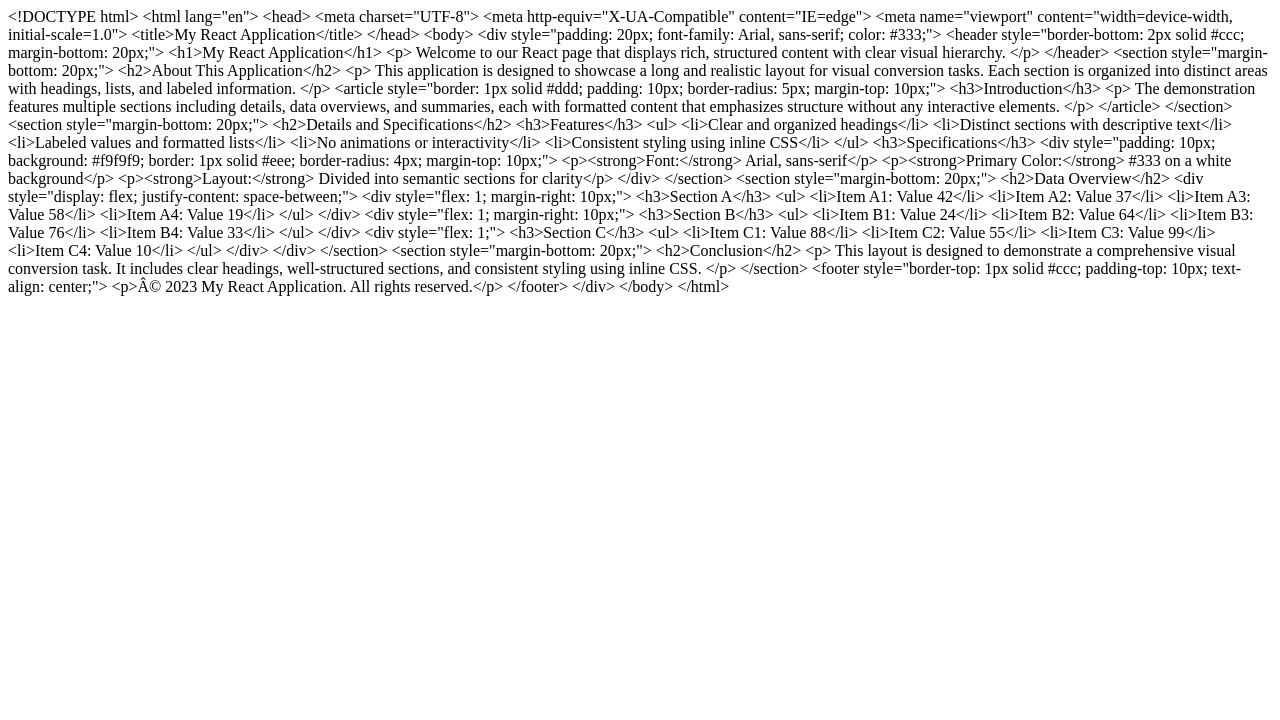 <!DOCTYPE html> <html lang="en"> <head> <meta charset="UTF-8"> <meta http-equiv="X-UA-Compatible" content="IE=edge"> <meta name="viewport" content="width=device-width,
initial-scale=1.0"> <title>My React Application</title> </head> <body> <div style="padding: 20px; font-family: Arial, sans-serif; color: #333;"> <header style="border-bottom: 2px solid #ccc;
margin-bottom: 20px;"> <h1>My React Application</h1> <p> Welcome to our React page that displays rich, structured content with clear visual hierarchy. </p> </header> <section style="margin-
bottom: 20px;"> <h2>About This Application</h2> <p> This application is designed to showcase a long and realistic layout for visual conversion tasks. Each section is organized into distinct areas
with headings, lists, and labeled information. </p> <article style="border: 1px solid #ddd; padding: 10px; border-radius: 5px; margin-top: 10px;"> <h3>Introduction</h3> <p> The demonstration
features multiple sections including details, data overviews, and summaries, each with formatted content that emphasizes structure without any interactive elements. </p> </article> </section>
<section style="margin-bottom: 20px;"> <h2>Details and Specifications</h2> <h3>Features</h3> <ul> <li>Clear and organized headings</li> <li>Distinct sections with descriptive text</li>
<li>Labeled values and formatted lists</li> <li>No animations or interactivity</li> <li>Consistent styling using inline CSS</li> </ul> <h3>Specifications</h3> <div style="padding: 10px;
background: #f9f9f9; border: 1px solid #eee; border-radius: 4px; margin-top: 10px;"> <p><strong>Font:</strong> Arial, sans-serif</p> <p><strong>Primary Color:</strong> #333 on a white
background</p> <p><strong>Layout:</strong> Divided into semantic sections for clarity</p> </div> </section> <section style="margin-bottom: 20px;"> <h2>Data Overview</h2> <div
style="display: flex; justify-content: space-between;"> <div style="flex: 1; margin-right: 10px;"> <h3>Section A</h3> <ul> <li>Item A1: Value 42</li> <li>Item A2: Value 37</li> <li>Item A3:
Value 58</li> <li>Item A4: Value 19</li> </ul> </div> <div style="flex: 1; margin-right: 10px;"> <h3>Section B</h3> <ul> <li>Item B1: Value 24</li> <li>Item B2: Value 64</li> <li>Item B3:
Value 76</li> <li>Item B4: Value 33</li> </ul> </div> <div style="flex: 1;"> <h3>Section C</h3> <ul> <li>Item C1: Value 88</li> <li>Item C2: Value 55</li> <li>Item C3: Value 99</li>
<li>Item C4: Value 10</li> </ul> </div> </div> </section> <section style="margin-bottom: 20px;"> <h2>Conclusion</h2> <p> This layout is designed to demonstrate a comprehensive visual
conversion task. It includes clear headings, well-structured sections, and consistent styling using inline CSS. </p> </section> <footer style="border-top: 1px solid #ccc; padding-top: 10px; text-
align: center;"> <p>Â© 2023 My React Application. All rights reserved.</p> </footer> </div> </body> </html>